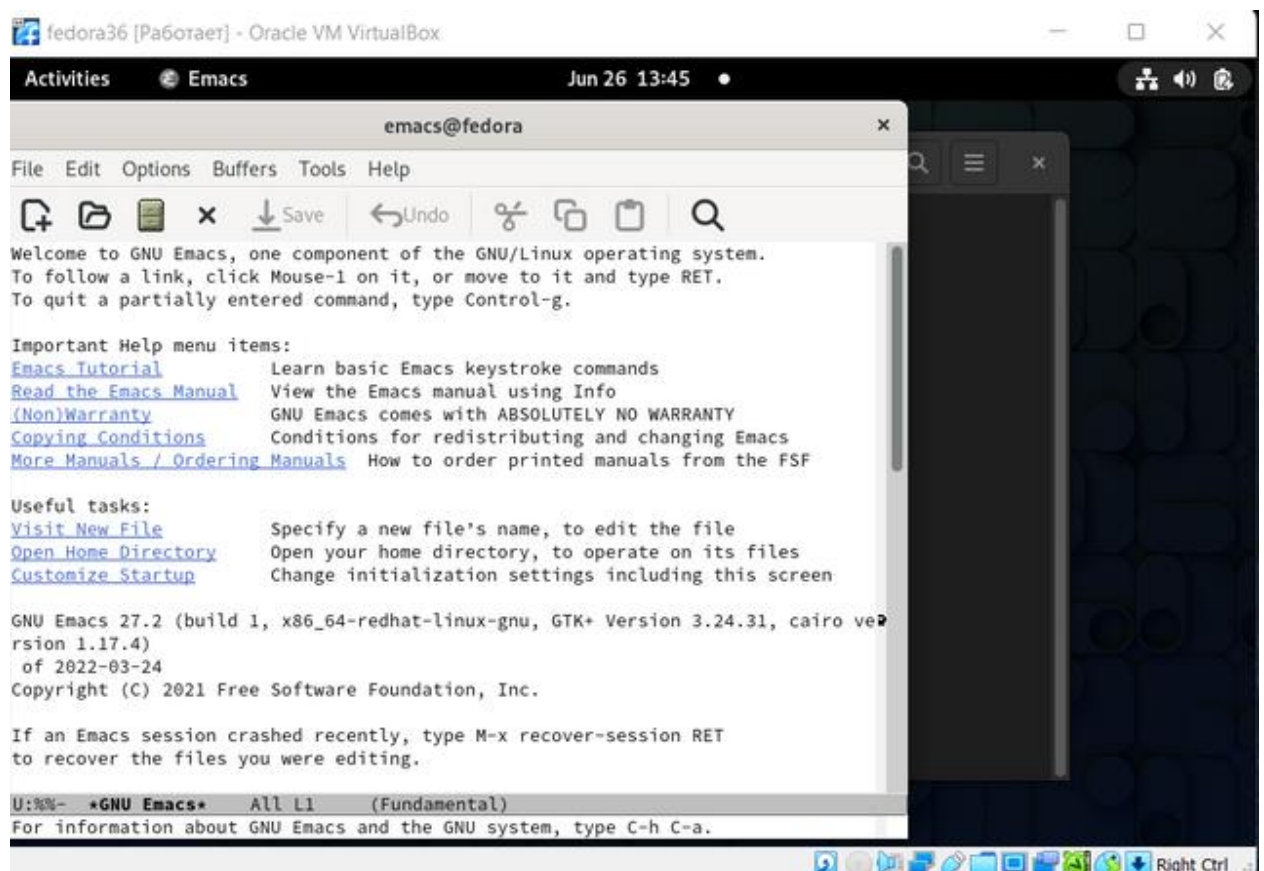 fedora36 [Работает] - Oracle VM VirtualBox
Activities Emacs Jun 26 13:45
emacs@fedora
File Edit Options Buffers Tools Help
Save Undo
Welcome to GNU Emacs, one component of the GNU/Linux operating system.
To follow a link, click Mouse-1 on it, or move to it and type RET.
To quit a partially entered command, type Control-g.
Important Help menu items:
Emacs Tutorial Learn basic Emacs keystroke commands
Read the Emacs Manual View the Emacs manual using Info
(Non)Warranty GNU Emacs comes with ABSOLUTELY NO WARRANTY
Copying Conditions Conditions for redistributing and changing Emacs
More Manuals / Ordering Manuals How to order printed manuals from the FSF
Useful tasks:
Visit New File Specify a new file's name, to edit the file
Open Home Directory Open your home directory, to operate on its files
Customize Startup Change initialization settings including this screen
GNU Emacs 27.2 (build 1, x86_64-redhat-linux-gnu, GTK+ Version 3.24.31, cairo ve
rsion 1.17.4)
of 2022-03-24
Copyright (C) 2021 Free Software Foundation, Inc.
If an Emacs session crashed recently, type M-x recover-session RET
to recover the files you were editing.
U:%%- *GNU Emacs* All L1 (Fundamental)
For information about GNU Emacs and the GNU system, type C-h C-a.
Right Ctrl